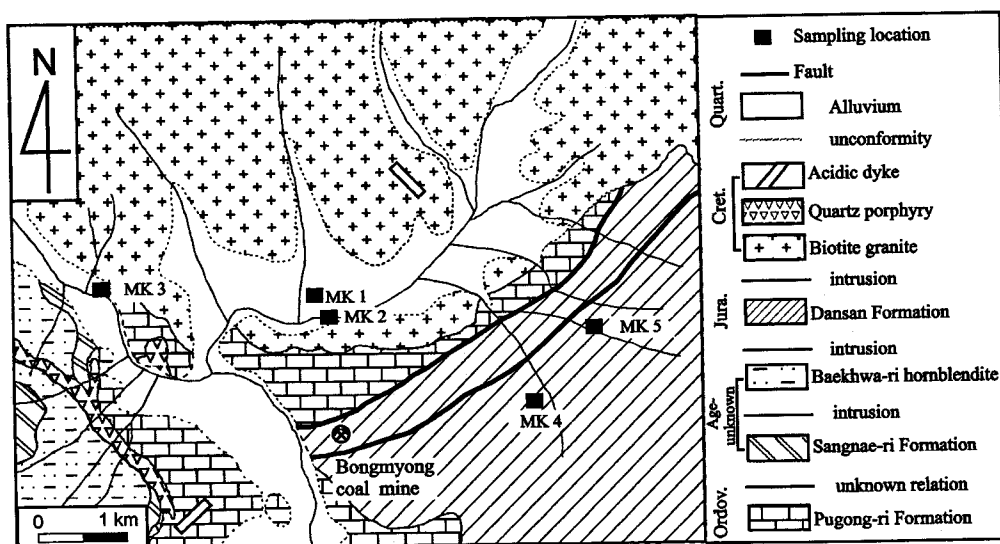 N
MK 3
MK 1
MK 2
MK 5
MK 4
Bongmyong
coal mine
0 1 km
Sampling location
Fault
Quart.
Alluvium
unconformity
Cret.
Acidic dyke
Quartz porphyry
Biotite granite
intrusion
Jura.
Dansan Formation
intrusion
Age-
unknown
Baekhwa-ri hornblendite
intrusion
Sangnae-ri Formation
unknown relation
Ordov.
Pugong-ri Formation